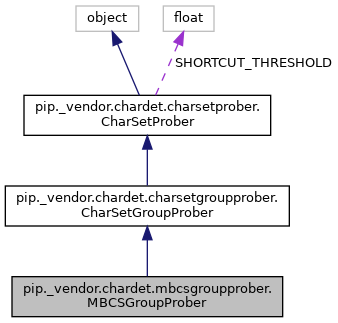 object
float
SHORTCUT_THRESHOLD
pip._vendor.chardet.charsetprober.
CharSetProber
pip._vendor.chardet.charsetgroupprober.
CharSetGroupProber
pip._vendor.chardet.mbcsgroupprober.
MBCSGroupProber